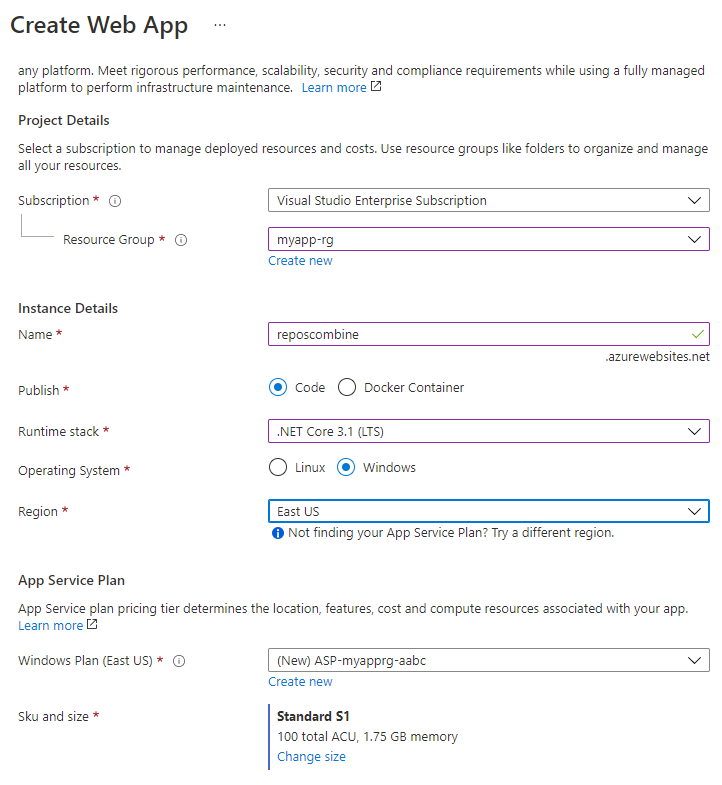 Create Web App ...
any platform. Meet rigorous performance, scalability, security and compliance requirements while using a fully managed
platform to perform infrastructure maintenance. Learn more
Project Details
Select a subscription to manage deployed resources and costs. Use resource groups like folders to organize and manage
all your resources.
Subscription * Visual Studio Enterprise Subscription
Resource Group * myapp-rg
Create new
Instance Details
Name * reposcombine
.azurewebsites.net
Publish * Code Docker Container
Runtime stack * .NET Core 3.1 (LTS)
Operating System * Linux Windows
Region * East US
Not finding your App Service Plan? Try a different region.
App Service Plan
App Service plan pricing tier determines the location, features, cost and compute resources associated with your app.
Learn more
Windows Plan (East US) * (New) ASP-myapprg-aabc
Create new
Sku and size * Standard S1
100 total ACU, 1.75 GB memory
Change size